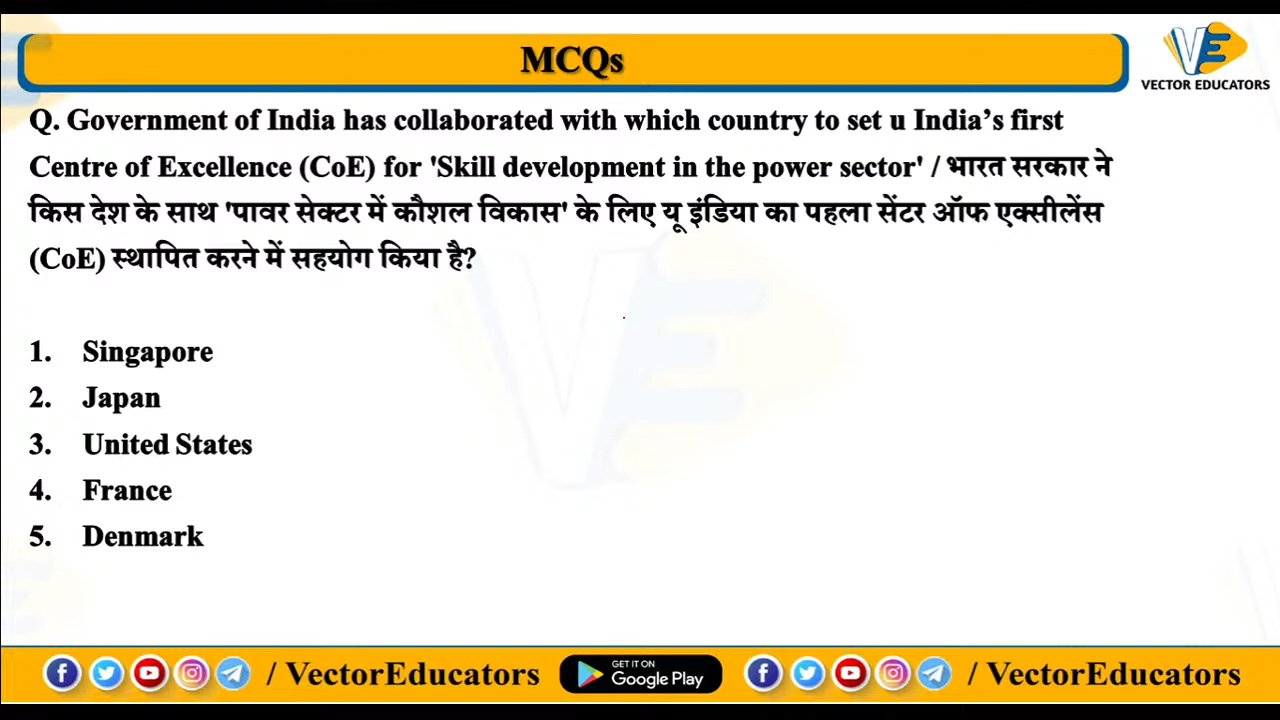 MCQs
VE
VECTOR EDUCATORS
Q. Government of India has collaborated with which country to set u India’s first
Centre of Excellence (CoE) for 'Skill development in the power sector' / भारत सरकार ने
किस देश के साथ 'पावर सेक्टर में कौशल विकास' के लिए यू इंडिया का पहला सेंटर ऑफ एक्सीलेंस
(CoE) स्थापित करने में सहयोग किया है?
1. Singapore
2. Japan
3. United States
4. France
5. Denmark
/ VectorEducators GET IT ON Google Play / VectorEducators